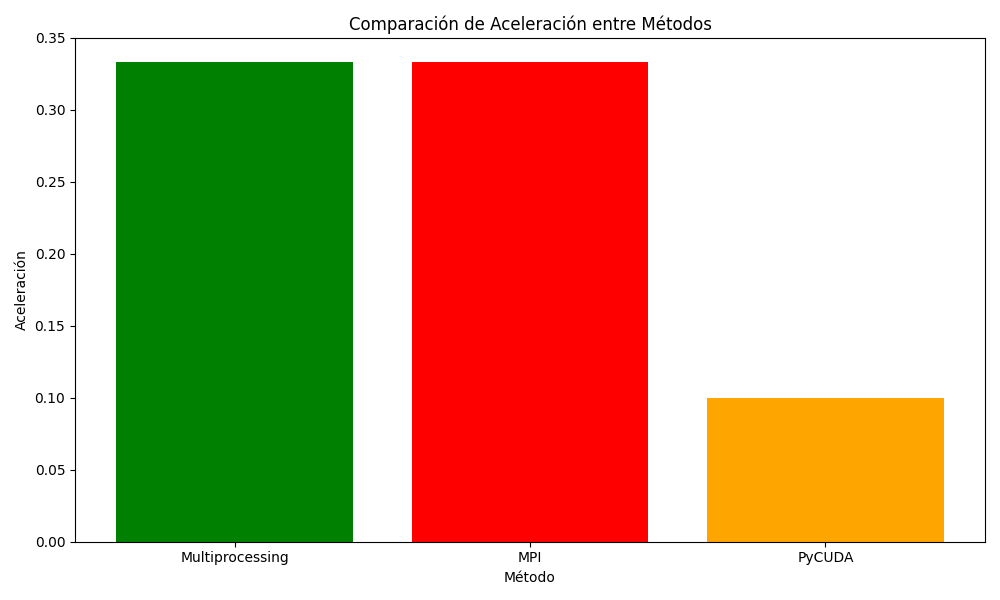 Comparación de Aceleración entre Métodos
0.35
0.30
0.25
0.20
0.15
0.10
0.05
0.00
Aceleración
Multiprocessing
MPI
PyCUDA
Método